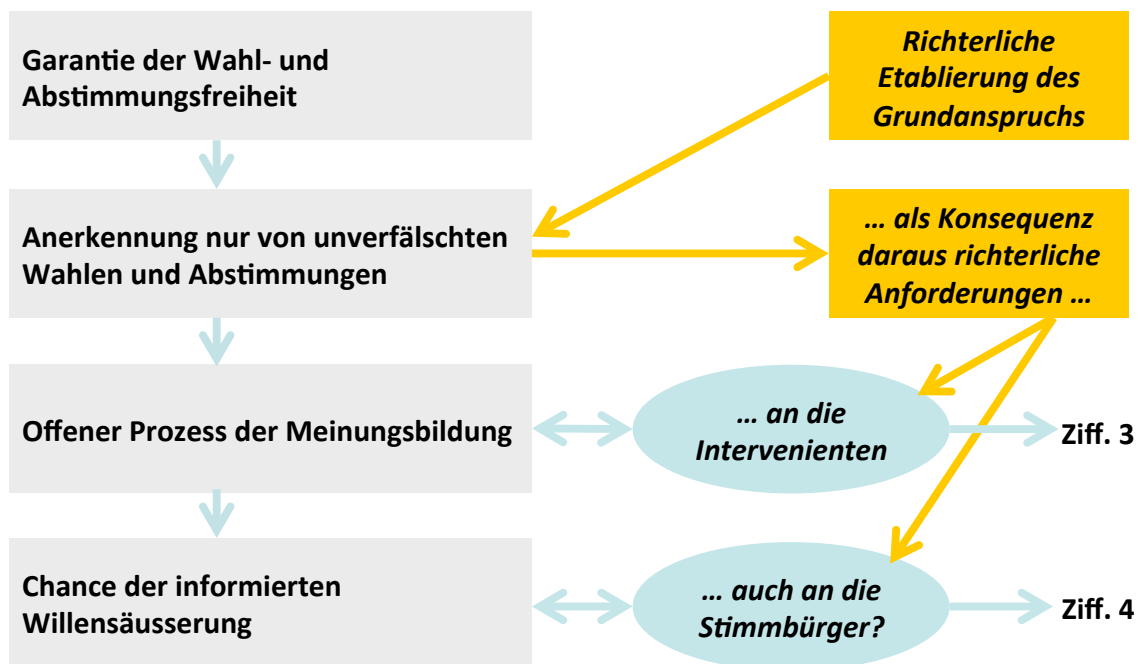 Garantie der Wahl- und
Abstimmungsfreiheit
Richterliche
Etablierung des
Grundanspruchs
Anerkennung nur von unverfälschten
Wahlen und Abstimmungen
… als Konsequenz
daraus richterliche
Anforderungen …
Offener Prozess der Meinungsbildung
… an die
Intervenienten
Ziff. 3
Chance der informierten
Willensäusserung
… auch an die
Stimmbürger?
Ziff. 4